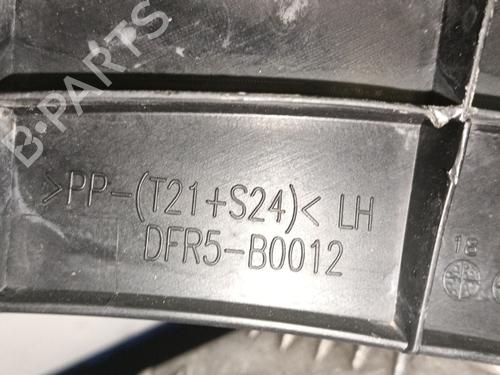 B-PARTS
>PP-(T21+S24)< LH
DFR5-B0012
18